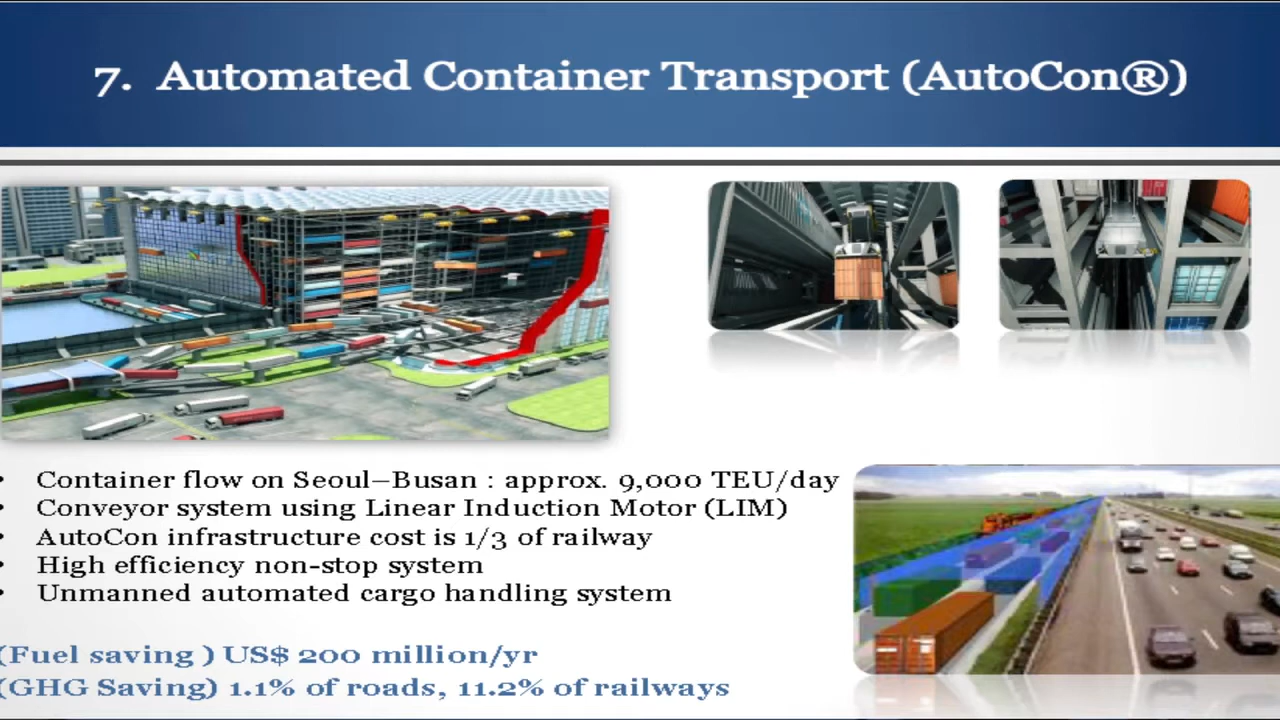 7. Automated Container Transport (AutoCon®)
• Container flow on Seoul–Busan : approx. 9,000 TEU/day
• Conveyor system using Linear Induction Motor (LIM)
• AutoCon infrastructure cost is 1/3 of railway
• High efficiency non-stop system
• Unmanned automated cargo handling system
(Fuel saving ) US$ 200 million/yr
(GHG Saving) 1.1% of roads, 11.2% of railways